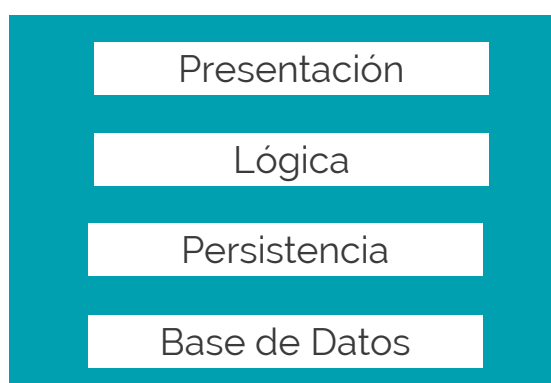 Presentación
Lógica
Persistencia
Base de Datos